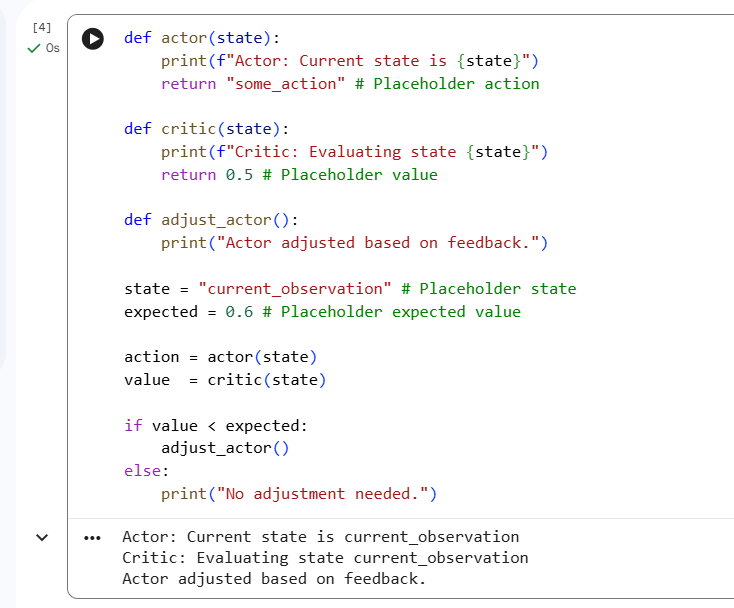 [4]
0s
def actor(state):
    print(f"Actor: Current state is {state}")
    return "some_action" # Placeholder action

def critic(state):
    print(f"Critic: Evaluating state {state}")
    return 0.5 # Placeholder value

def adjust_actor():
    print("Actor adjusted based on feedback.")

state = "current_observation" # Placeholder state
expected = 0.6 # Placeholder expected value

action = actor(state)
value  = critic(state)

if value < expected:
    adjust_actor()
else:
    print("No adjustment needed.")

Actor: Current state is current_observation
Critic: Evaluating state current_observation
Actor adjusted based on feedback.